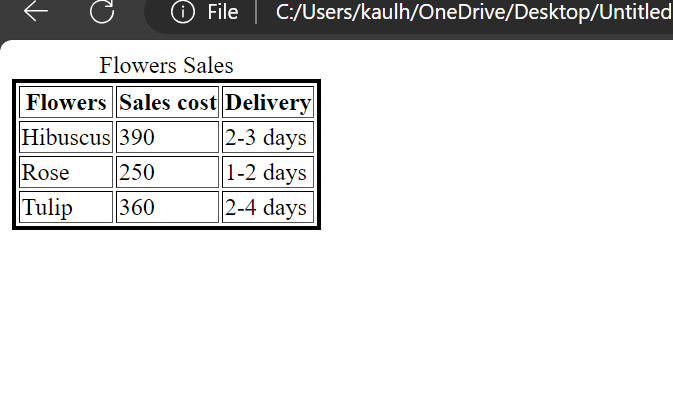 File C:/Users/kaulh/OneDrive/Desktop/Untitled
Flowers Sales
Flowers Sales cost Delivery
Hibuscus 390 2-3 days
Rose 250 1-2 days
Tulip 360 2-4 days